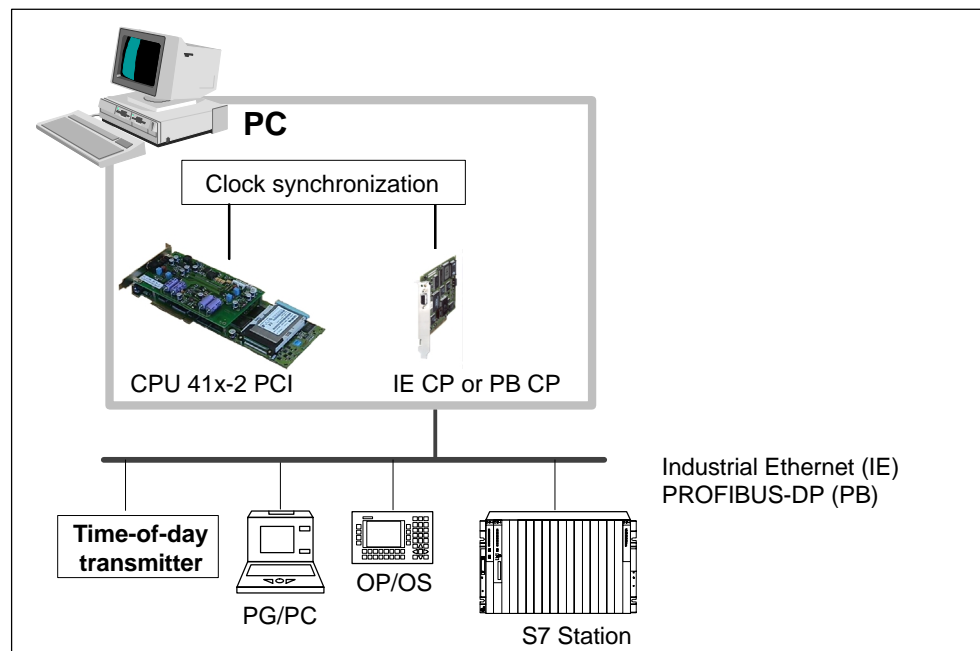 PC
Clock synchronization
CPU 41x-2 PCI
IE CP or PB CP
Industrial Ethernet (IE)
PROFIBUS-DP (PB)
Time-of-day
transmitter
PG/PC
OP/OS
S7 Station